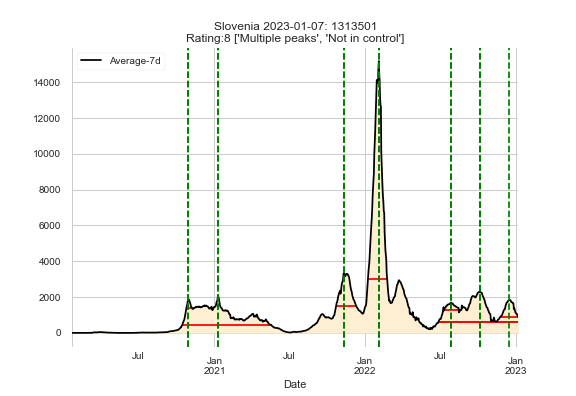 Slovenia 2023-01-07: 1313501
Rating:8 ['Multiple peaks', 'Not in control']
Average-7d
14000
12000
10000
8000
6000
4000
2000
0
Jul
Jan
2021
Jul
Jan
2022
Jul
Jan
2023
Date